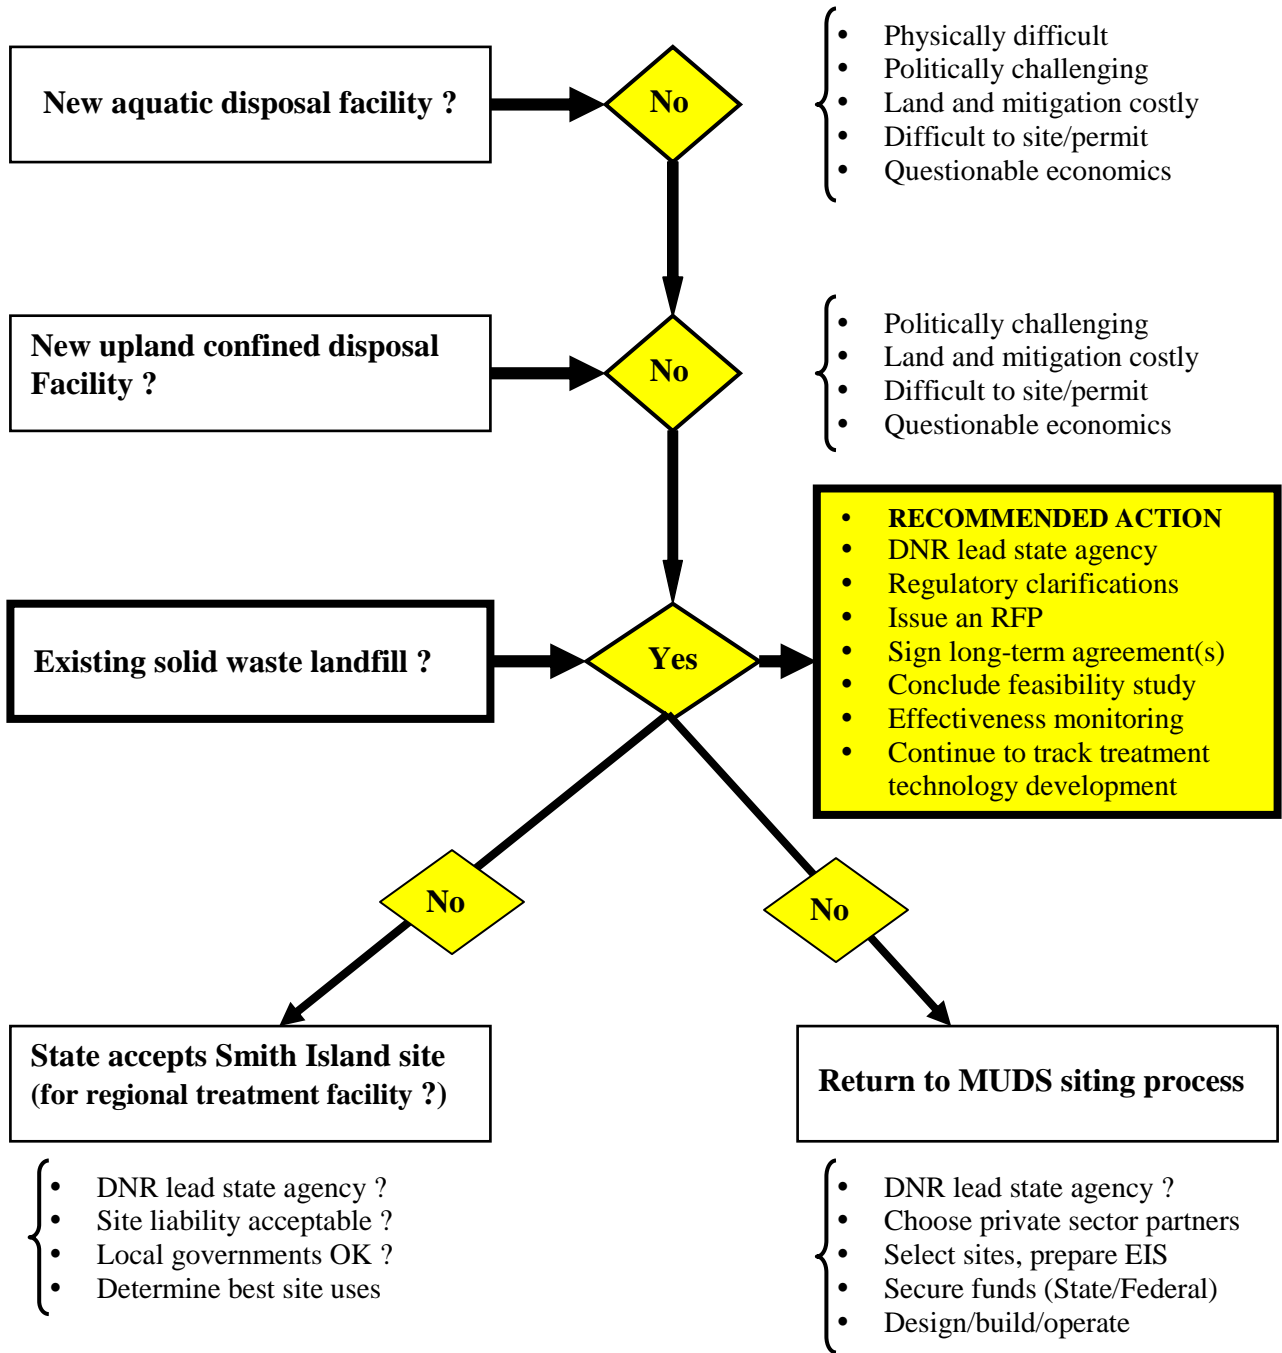 New aquatic disposal facility ?
No
• Physically difficult
• Politically challenging
• Land and mitigation costly
• Difficult to site/permit
• Questionable economics
New upland confined disposal
Facility ?
No
• Politically challenging
• Land and mitigation costly
• Difficult to site/permit
• Questionable economics
Existing solid waste landfill ?
Yes
• RECOMMENDED ACTION
• DNR lead state agency
• Regulatory clarifications
• Issue an RFP
• Sign long-term agreement(s)
• Conclude feasibility study
• Effectiveness monitoring
• Continue to track treatment
technology development
No
No
State accepts Smith Island site
(for regional treatment facility ?)
• DNR lead state agency ?
• Site liability acceptable ?
• Local governments OK ?
• Determine best site uses
Return to MUDS siting process
• DNR lead state agency ?
• Choose private sector partners
• Select sites, prepare EIS
• Secure funds (State/Federal)
• Design/build/operate